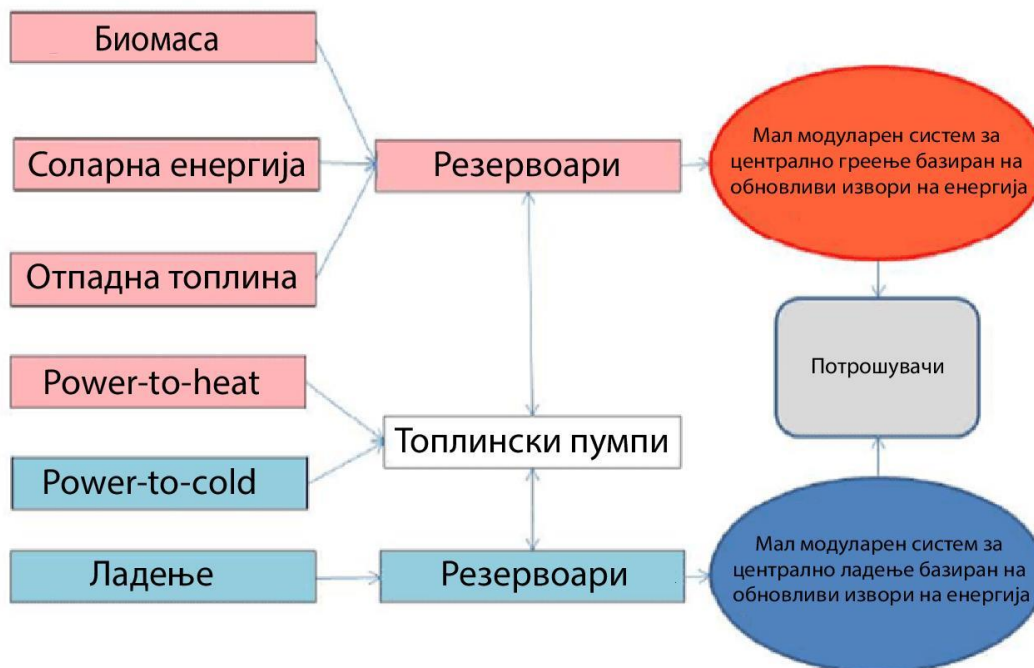 Биомаса
Соларна енергија
Отпадна топлина
Power-to-heat
Power-to-cold
Ладење
Резервоари
Топлински пумпи
Резервоари
Мал модуларен систем за
централно греење базиран на
обновливи извори на енергија
Потрошувачи
Мал модуларен систем за
централно ладење базиран на
обновливи извори на енергија